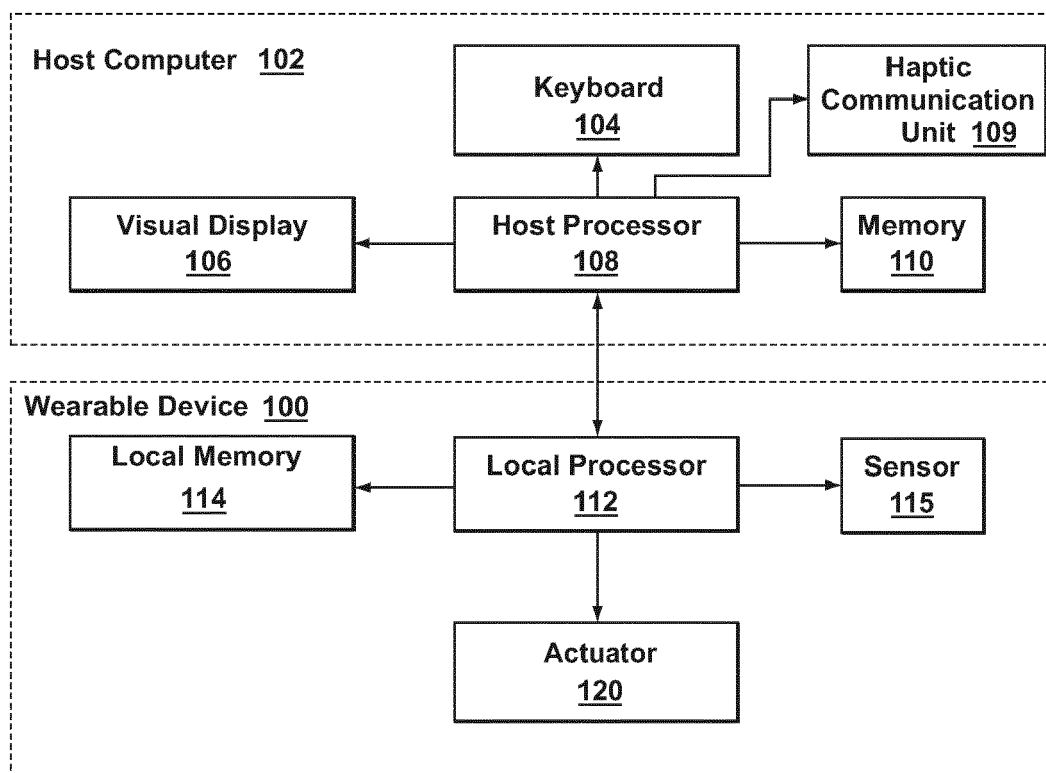 Host Computer 102
Keyboard
104
Haptic
Communication
Unit 109
Visual Display
106
Host Processor
108
Memory
110
Wearable Device 100
Local Memory
114
Local Processor
112
Sensor
115
Actuator
120